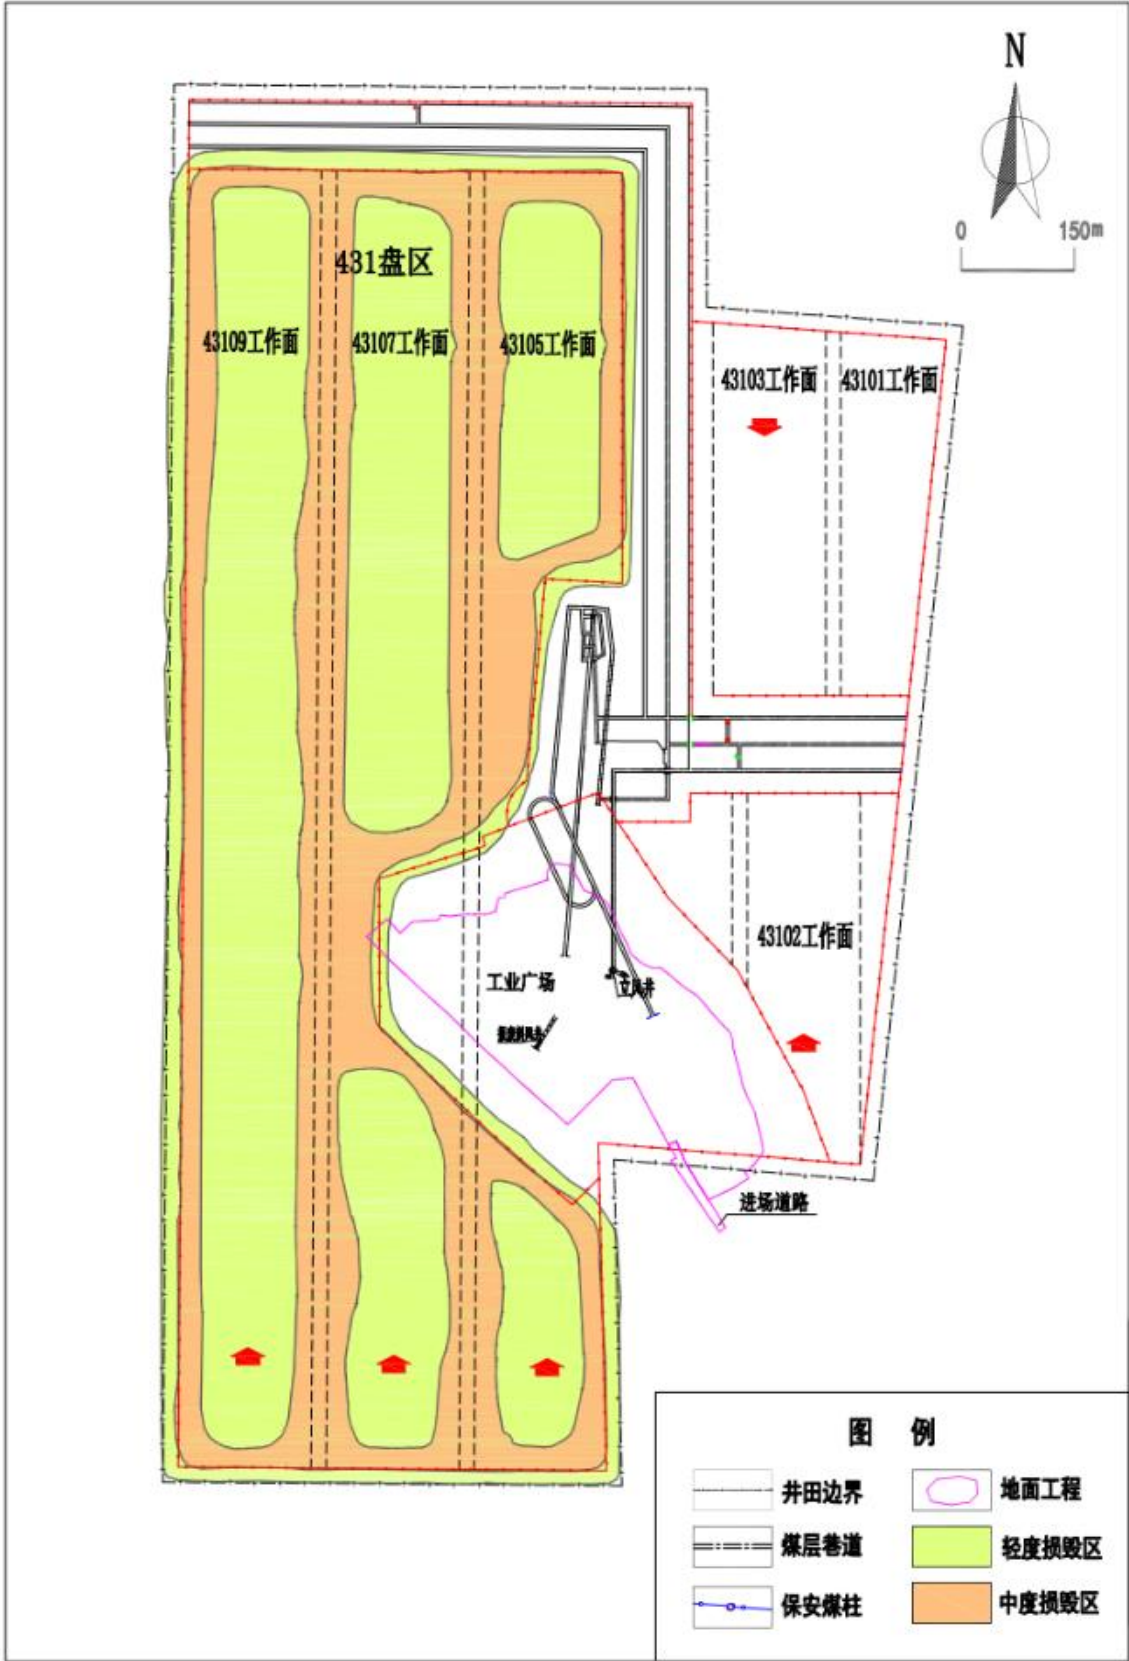 N
0 150m
431盘区
43109工作面
43107工作面
43105工作面
43103工作面
43101工作面
43102工作面
工业广场
立风井
进场道路
图 例
井田边界
地面工程
煤层巷道
轻度损毁区
保安煤柱
中度损毁区